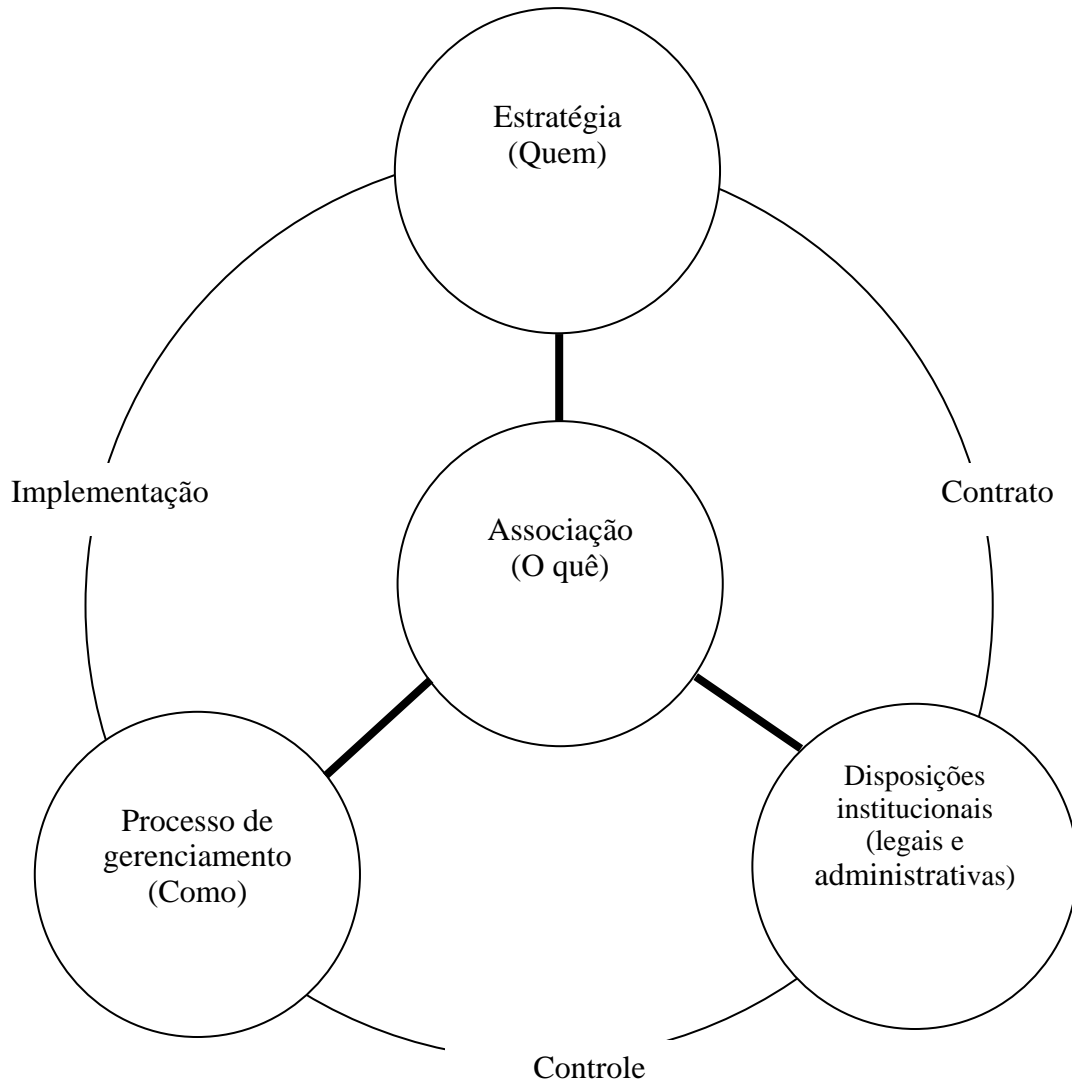 Estratégia
(Quem)
Implementação
Contrato
Associação
(O quê)
Processo de
gerenciamento
(Como)
Disposições
institucionais
(legais e
administrativas)
Controle